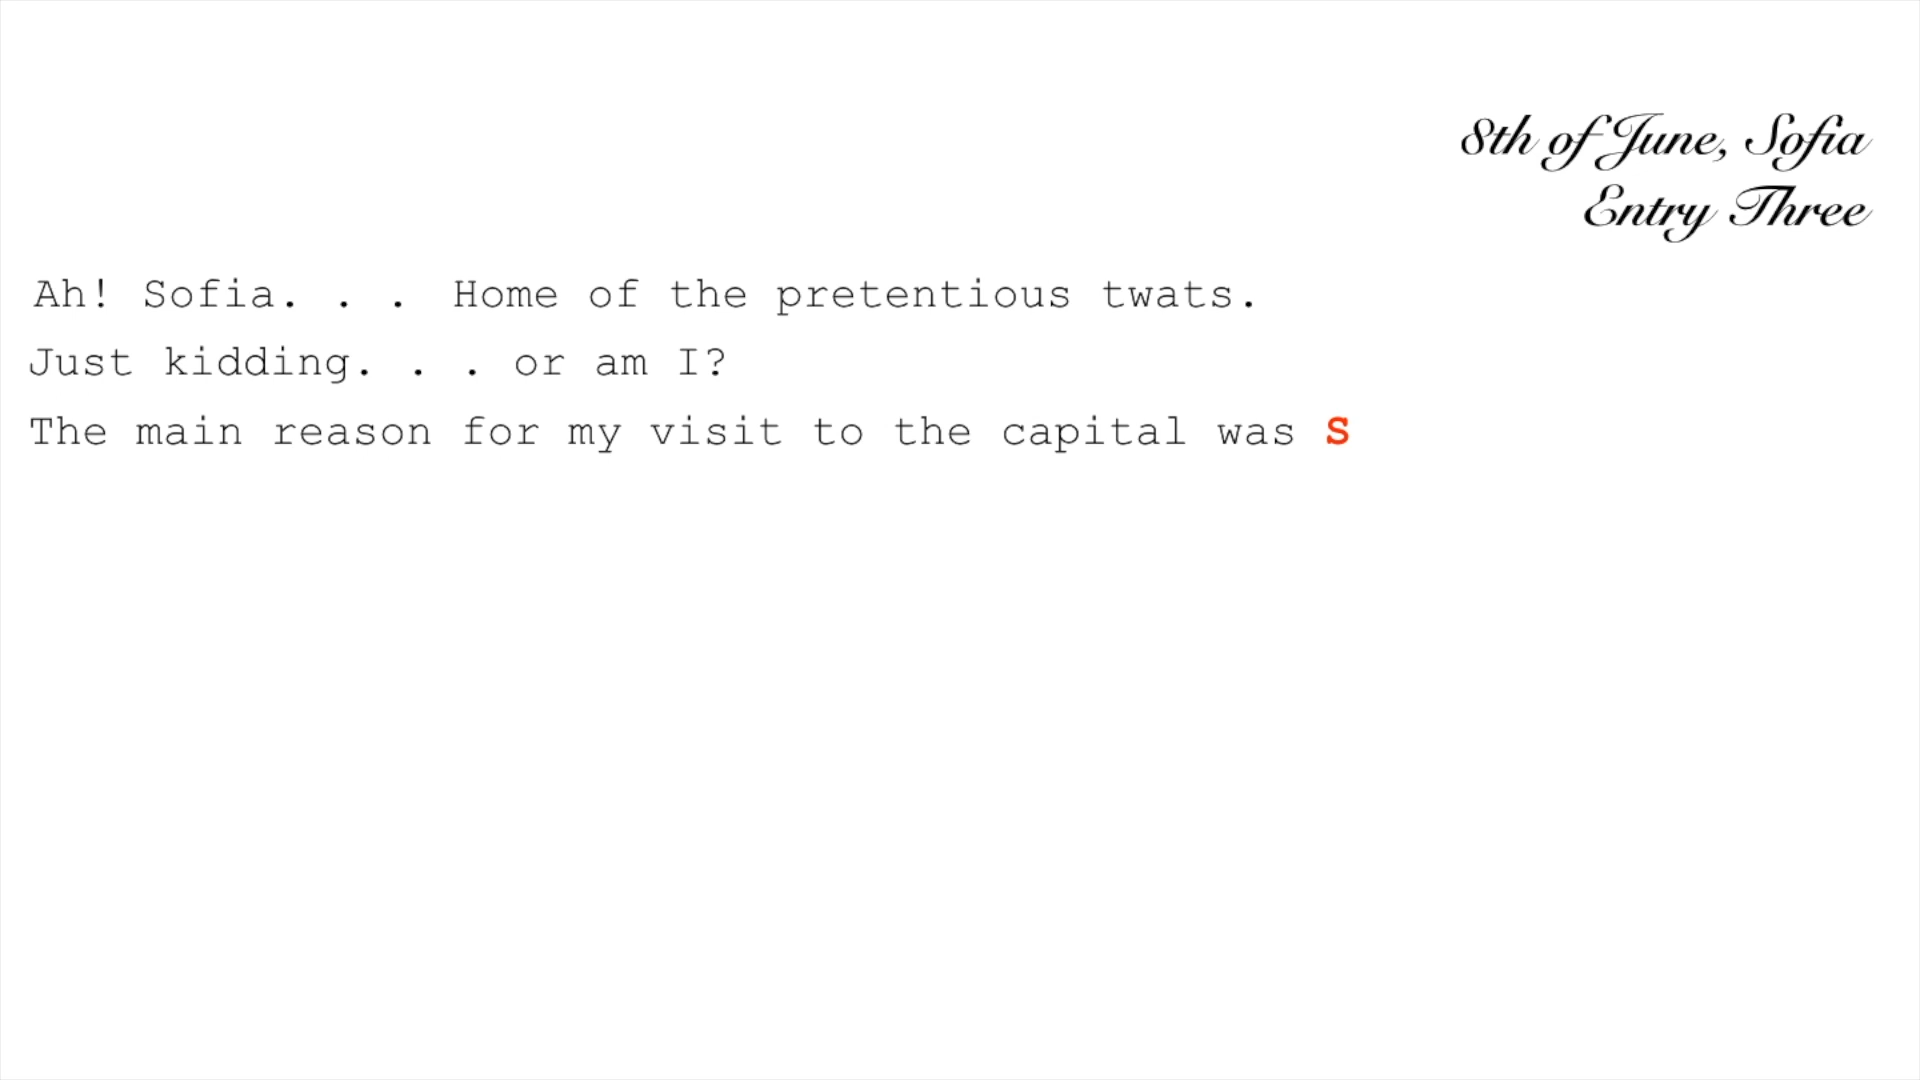 8th of June, Sofia
Entry Three
Ah! Sofia. . . Home of the pretentious twats.
Just kidding. . . or am I?
The main reason for my visit to the capital was S